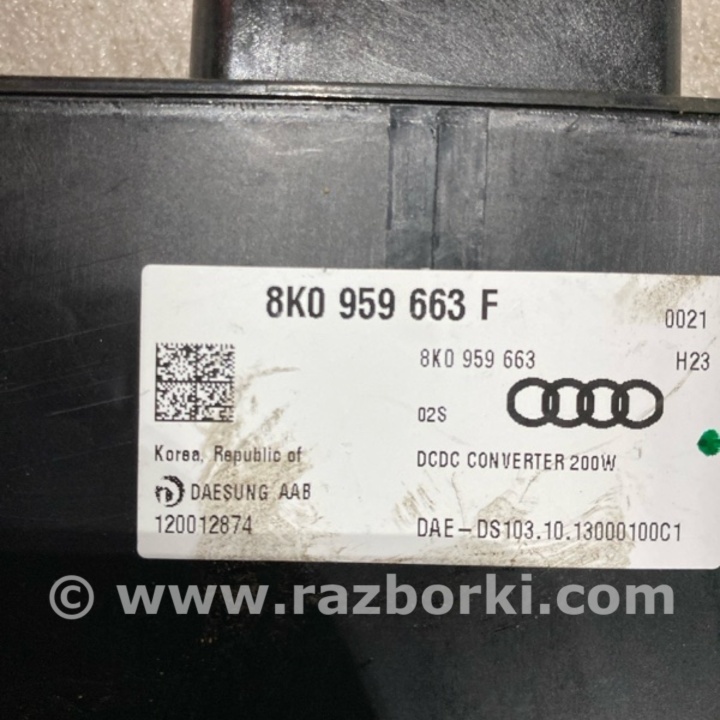 8K0 959 663 F
0021
8K0 959 663
H23
02S
Korea, Republic of
DCDC CONVERTER 200W
DAESUNG AAB
120012874
DAE-DS103.10.13000100C1
© www.razborki.com